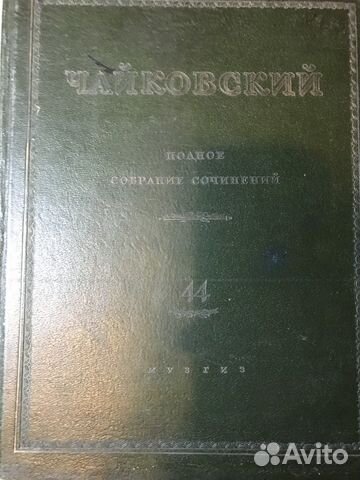 ЧАЙКОВСКИЙ
ПОЛНОЕ
СОБРАНИЕ СОЧИНЕНИЙ
44
МУЗГИЗ
Avito